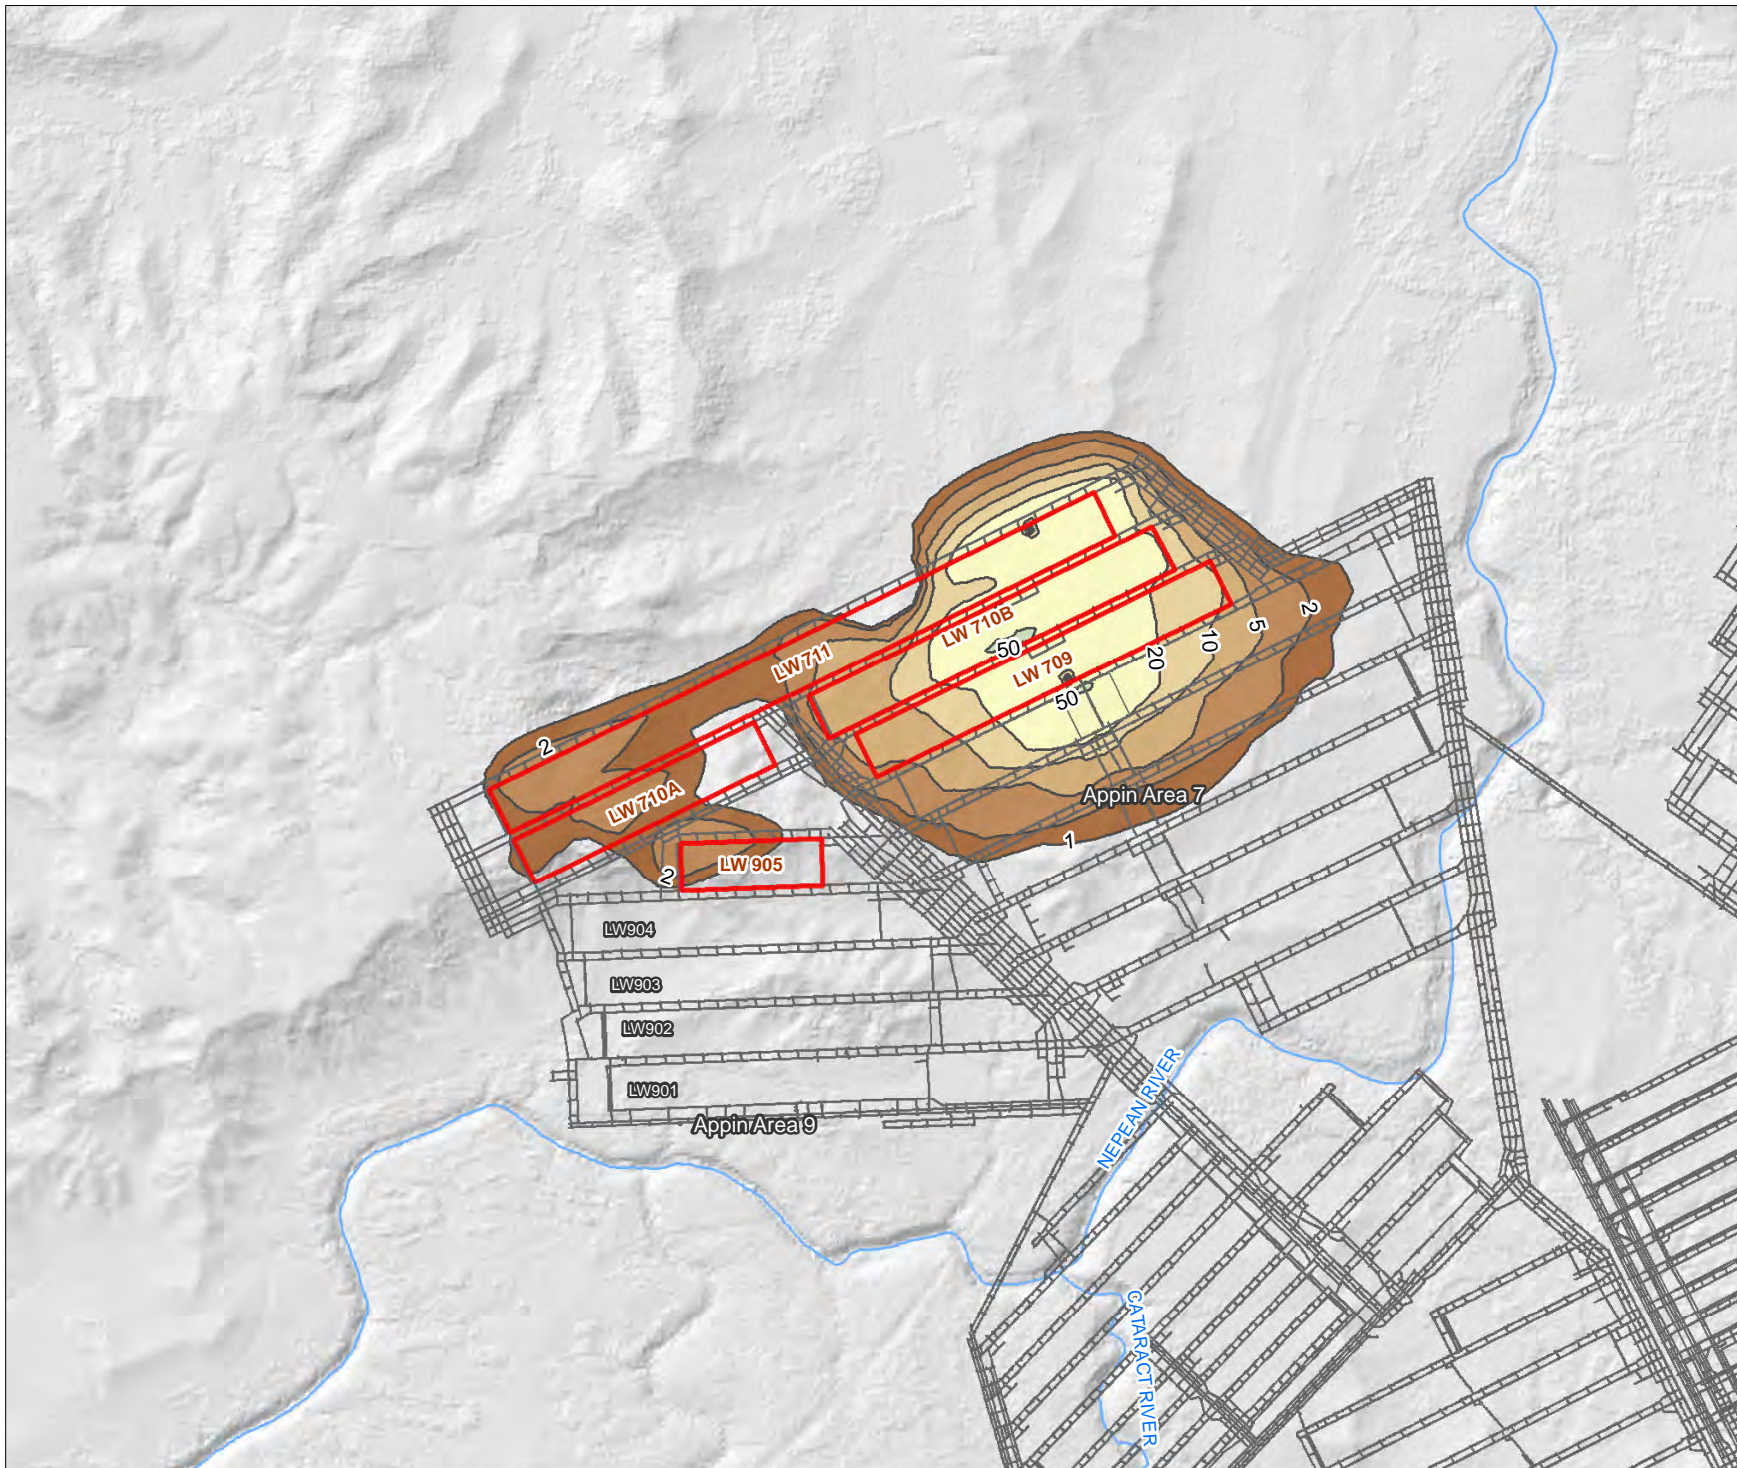 2
5
10
20
LW 710B
50
LW 711
LW 709
50
2
LW 710A
Appin Area 7
1
LW 905
2
LW904
LW903
LW902
LW901
Appin Area 9
NEPEAN RIVER
CATARACT RIVER